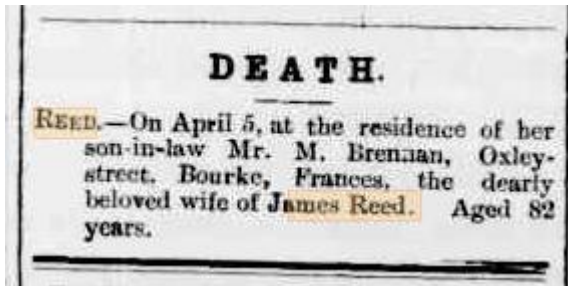 DEATH.
REED.—On April 5, at the residence of her
son-in-law Mr. M. Brennan, Oxley-
street, Bourke, Frances, the dearly
beloved wife of James Reed. Aged 82
years.